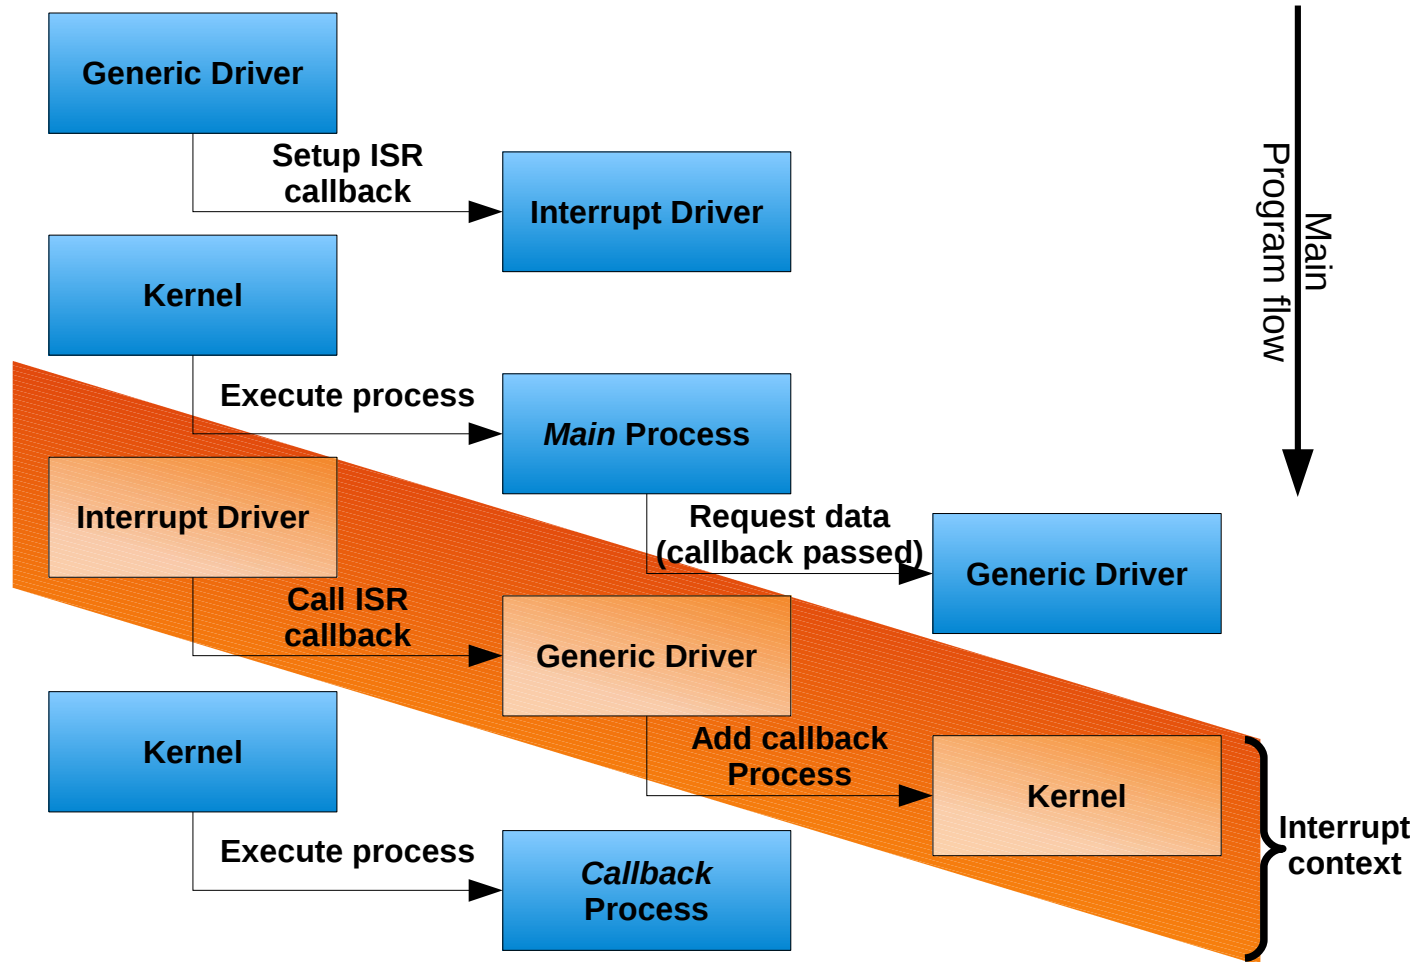 Generic Driver
Setup ISR
callback
Interrupt Driver
Main
Program flow
Kernel
Execute process
Main Process
Interrupt Driver
Request data
(callback passed)
Generic Driver
Call ISR
callback
Generic Driver
Kernel
Add callback
Process
Kernel
Interrupt
context
Execute process
Callback
Process